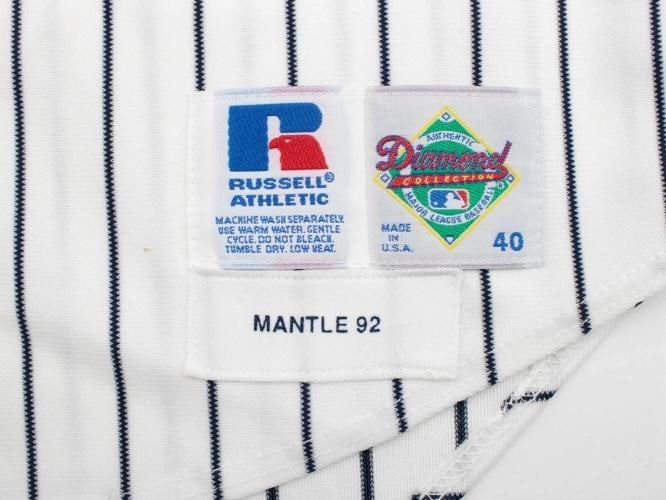 RUSSELL®
ATHLETIC
MACHINE WASH SEPARATELY.
USE WARM WATER. GENTLE
CYCLE. DO NOT BLEACH.
TUMBLE DRY. LOW HEAT.
AUTHENTIC
Diamond
COLLECTION
MAJOR LEAGUE BASEBALL
MADE
IN
U.S.A.
40
MANTLE 92